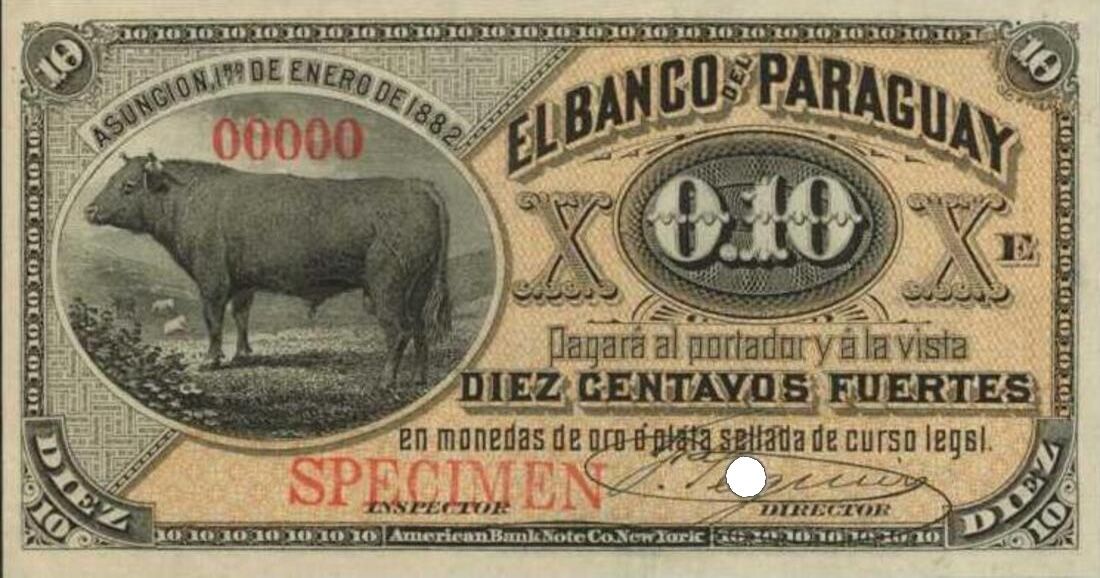 10
10
ASUNCION, 1RO DE ENERO DE 1882
EL BANCO DEL PARAGUAY
00000
X 0.10 X
E
Pagará al portador y á la vista
DIEZ CENTAVOS FUERTES
en monedas de oro ó plata sellada de curso legal.
SPECIMEN
INSPECTOR
DIRECTOR
DIEZ
10
DIEZ
10
American Bank Note Co. New York